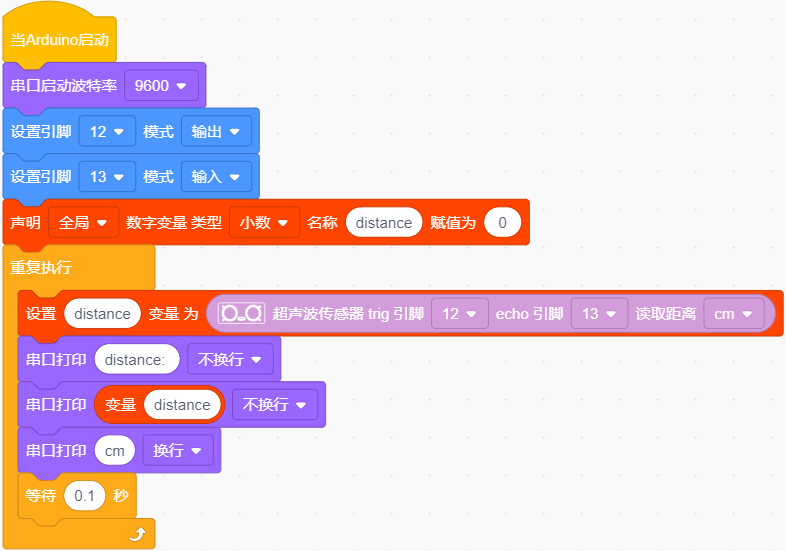 当Arduino启动
串口启动波特率 9600
设置引脚 12 模式 输出
设置引脚 13 模式 输入
声明 全局 数字变量 类型 小数 名称 distance 赋值为 0
重复执行
设置 distance 变量 为 超声波传感器 trig 引脚 12 echo 引脚 13 读取距离 cm
串口打印 distance: 不换行
串口打印 变量 distance 不换行
串口打印 cm 换行
等待 0.1 秒